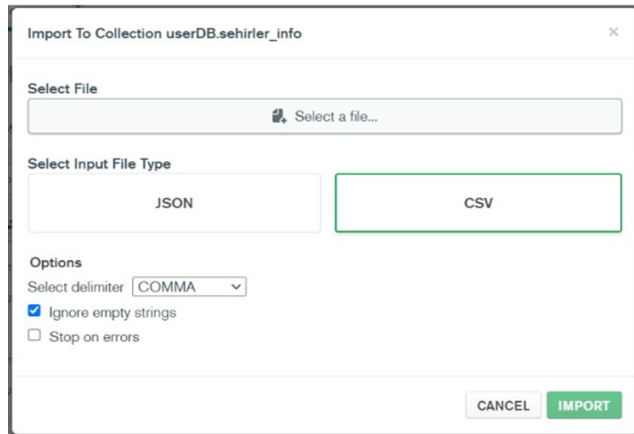 Import To Collection userDB.sehirler_info
Select File
Select a file...
Select Input File Type
JSON
CSV
Options
Select delimiter COMMA
Ignore empty strings
Stop on errors
CANCEL IMPORT